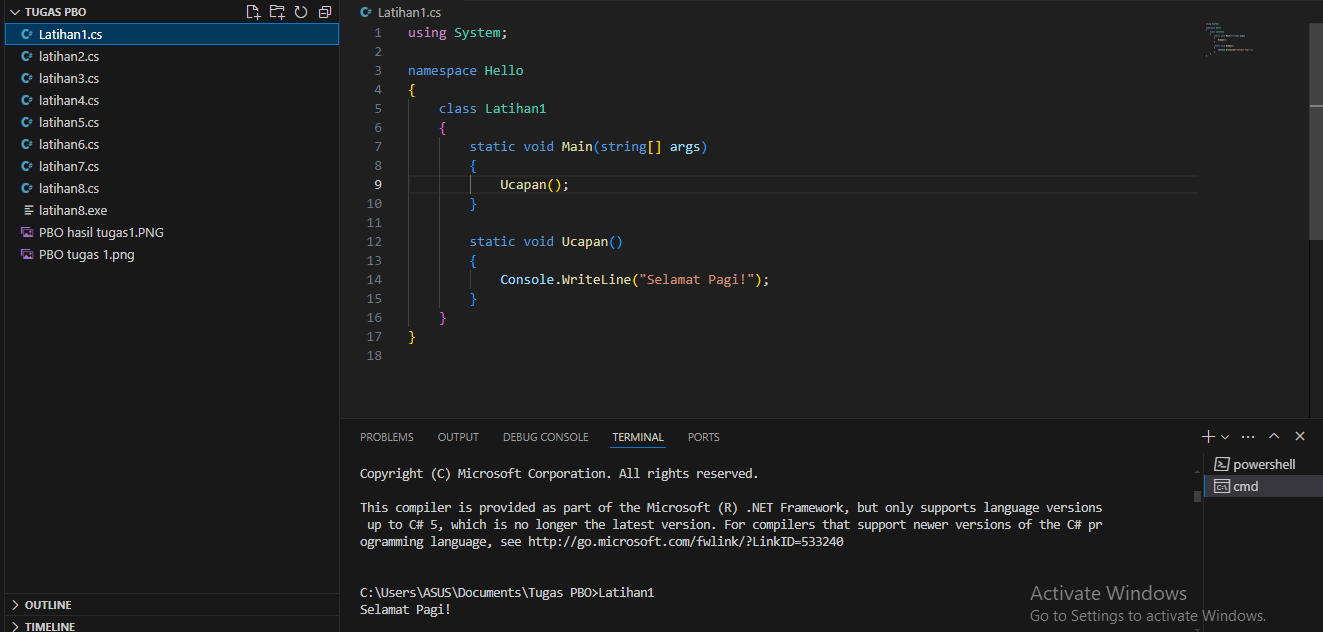 TUGAS PBO
Latihan1.cs
latihan2.cs
latihan3.cs
latihan4.cs
latihan5.cs
latihan6.cs
latihan7.cs
latihan8.cs
latihan8.exe
PBO hasil tugas1.PNG
PBO tugas 1.png
OUTLINE
TIMELINE
C# Latihan1.cs
1 using System;
2
3 namespace Hello
4 {
5 class Latihan1
6 {
7 static void Main(string[] args)
8 {
9 Ucapan();
10 }
11
12 static void Ucapan()
13 {
14 Console.WriteLine("Selamat Pagi!");
15 }
16 }
17 }
18
PROBLEMS OUTPUT DEBUG CONSOLE TERMINAL PORTS
Copyright (C) Microsoft Corporation. All rights reserved.
This compiler is provided as part of the Microsoft (R) .NET Framework, but only supports language versions
up to C# 5, which is no longer the latest version. For compilers that support newer versions of the C# pr
ogramming language, see http://go.microsoft.com/fwlink/?LinkID=533240
C:\Users\ASUS\Documents\Tugas PBO>Latihan1
Selamat Pagi!
powershell
cmd
Activate Windows
Go to Settings to activate Windows.